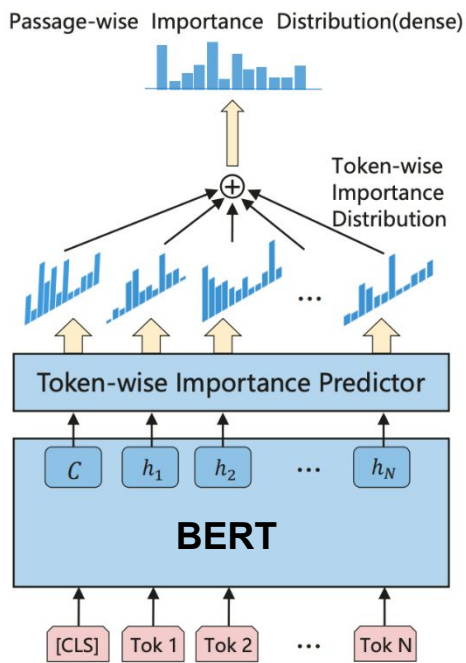 Passage-wise Importance Distribution(dense)
Token-wise
Importance
Distribution
...
Token-wise Importance Predictor
C h₁ h₂ ... h_N
BERT
[CLS] Tok 1 Tok 2 ... Tok N